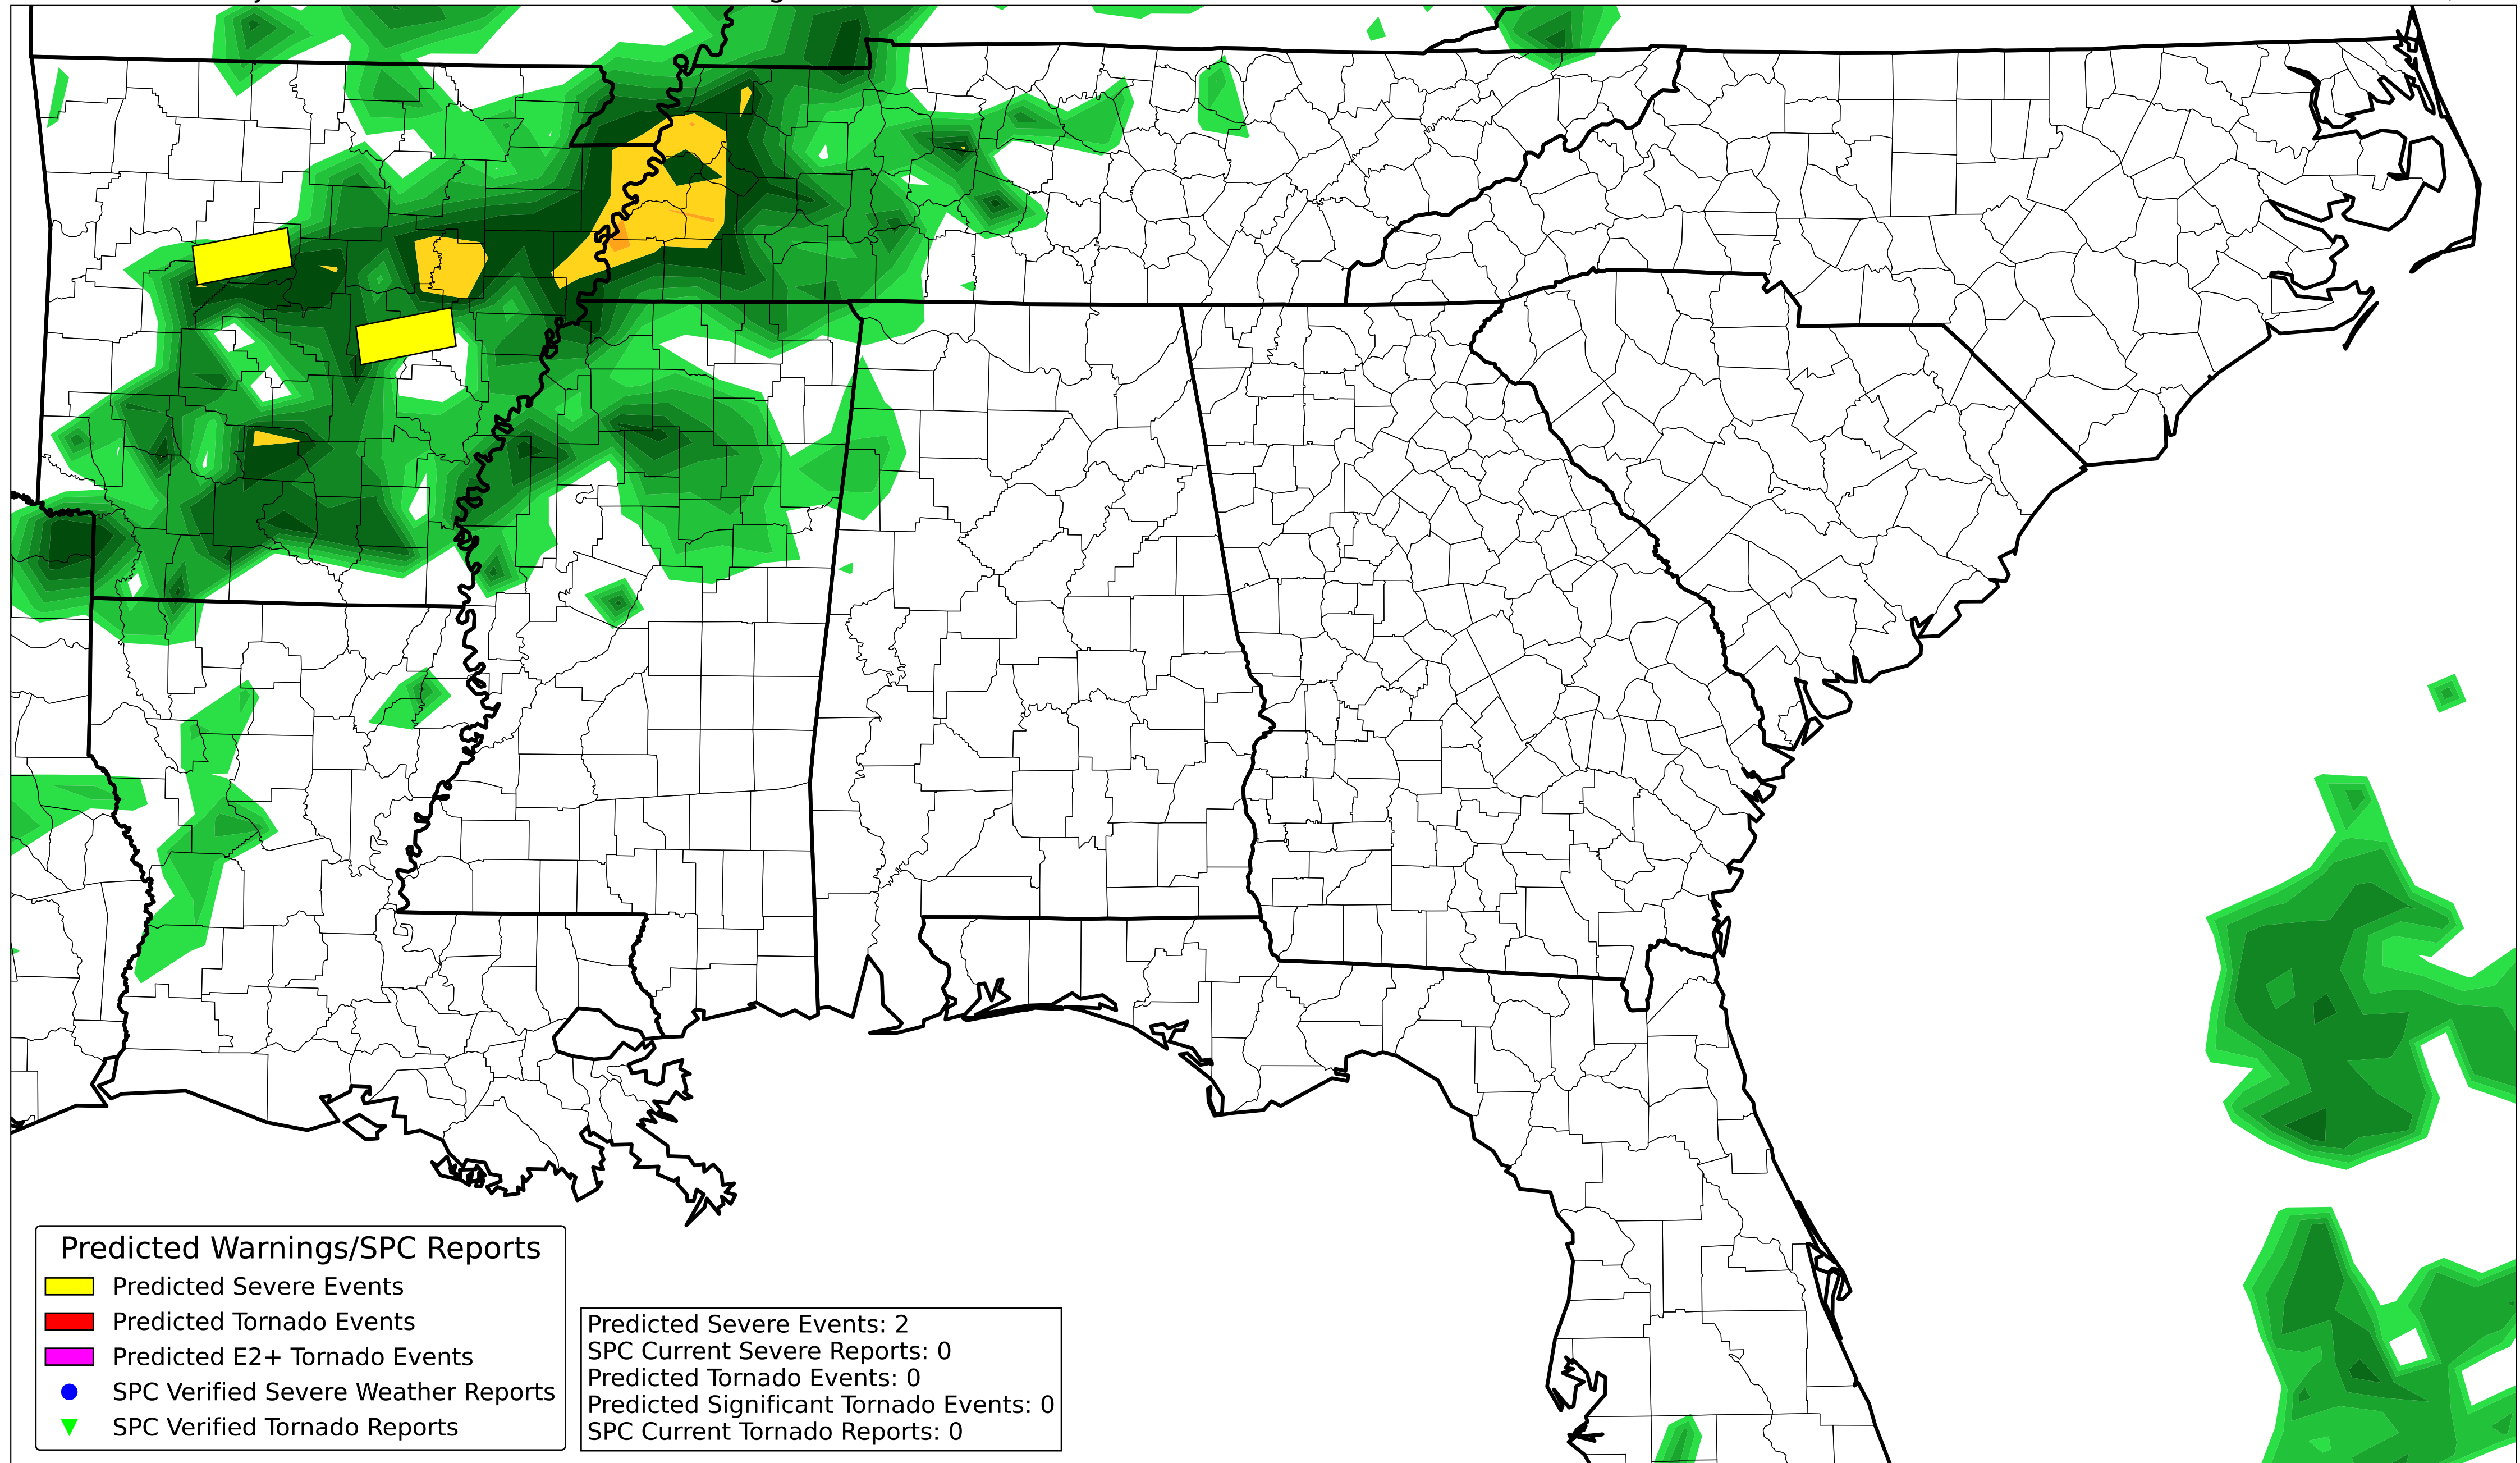 Predicted Warnings/SPC Reports
Predicted Severe Events
Predicted Tornado Events
Predicted E2+ Tornado Events
SPC Verified Severe Weather Reports
SPC Verified Tornado Reports
Predicted Severe Events: 2
SPC Current Severe Reports: 0
Predicted Tornado Events: 0
Predicted Significant Tornado Events: 0
SPC Current Tornado Reports: 0